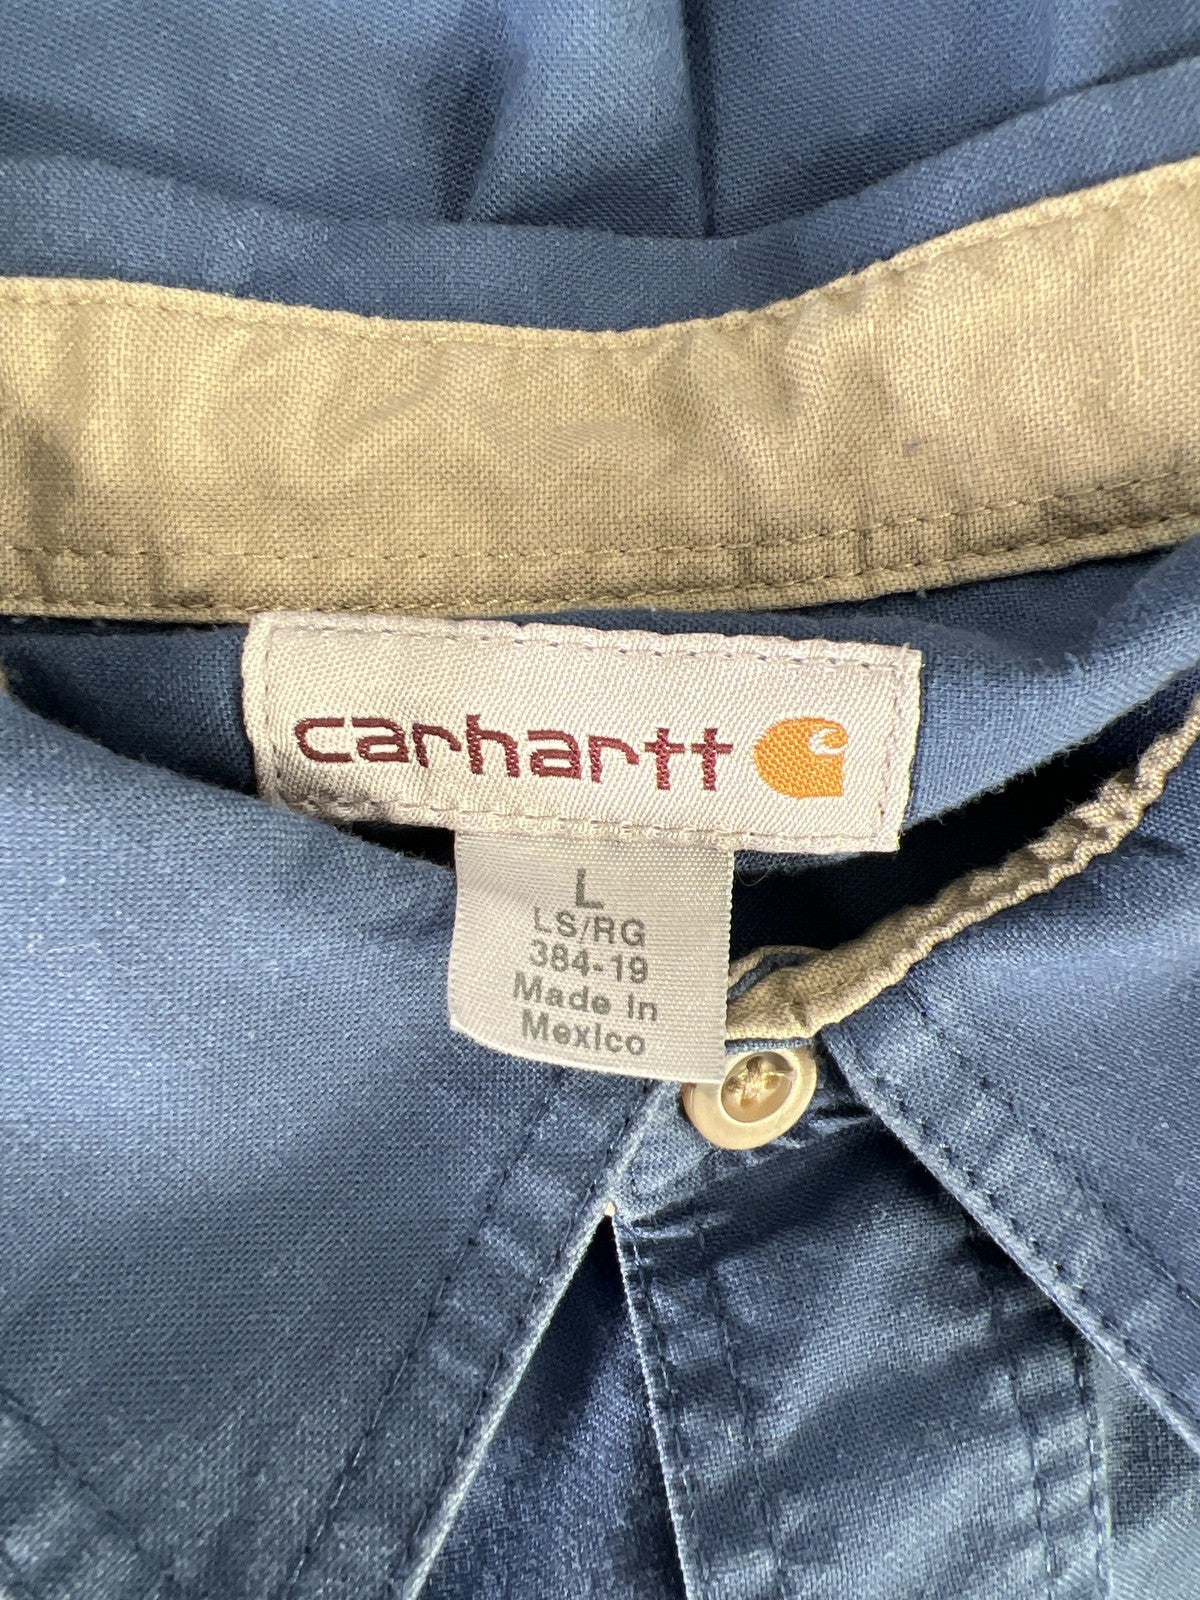 carhartt
L
LS/RG
384-19
Made in
Mexico